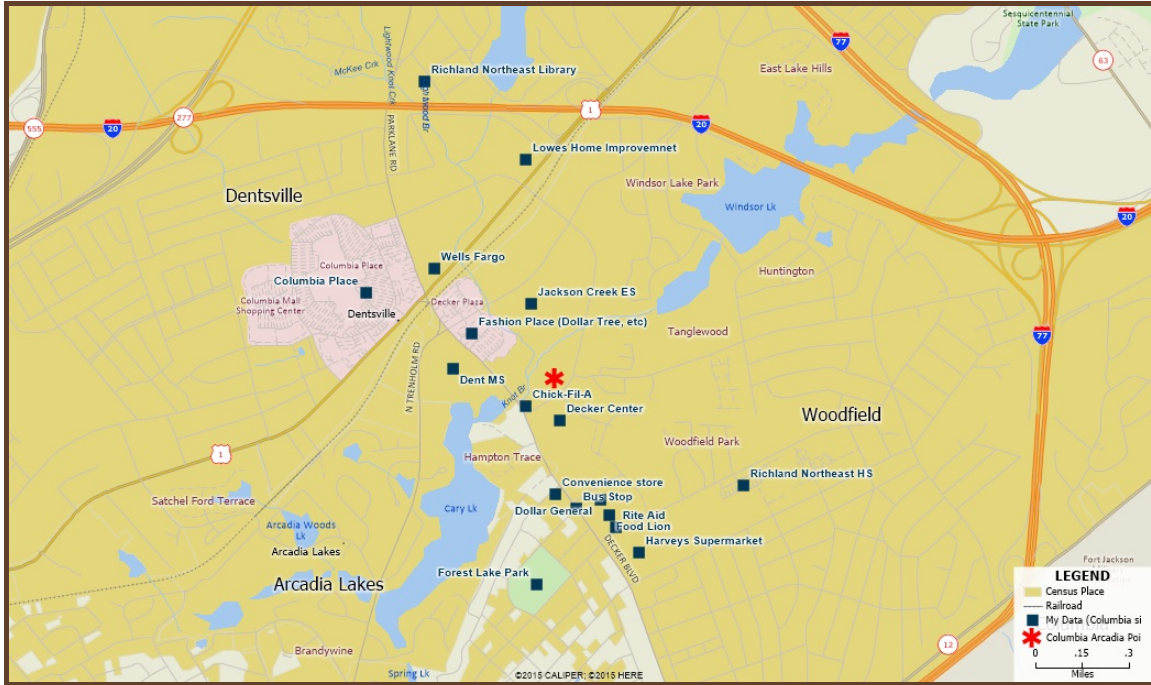 Sesquicentennial
State Park
77
63
McKee Crk
Lightwood Knot Crk
Richland Northeast Library
East Lake Hills
1
277
555
20
20
PARKLANE RD
Lowes Home Improvemnet
Dentsville
Windsor Lake Park
Windsor Lk
20
Wells Fargo
Columbia Place
Columbia Place
Huntington
Columbia Mall
Shopping Center
Decker Plaza
Jackson Creek ES
Dentsville
Fashion Place (Dollar Tree, etc)
Tanglewood
77
N TRENHOLM RD
Dent MS
Knot Br
Chick-Fil-A
Decker Center
Woodfield
Woodfield Park
1
Hampton Trace
Richland Northeast HS
Satchel Ford Terrace
Convenience store
Bus Stop
Cary Lk
Dollar General
Rite Aid
Arcadia Woods
Lk
Food Lion
Arcadia Lakes
Harveys Supermarket
DECKER BLVD
Fort Jackson
Forest Lake Park
Arcadia Lakes
LEGEND
Census Place
Railroad
My Data (Columbia si
Columbia Arcadia Poi
0 .15 .3
Miles
12
Brandywine
Spring Lk
©2015 CALIPER; ©2015 HERE